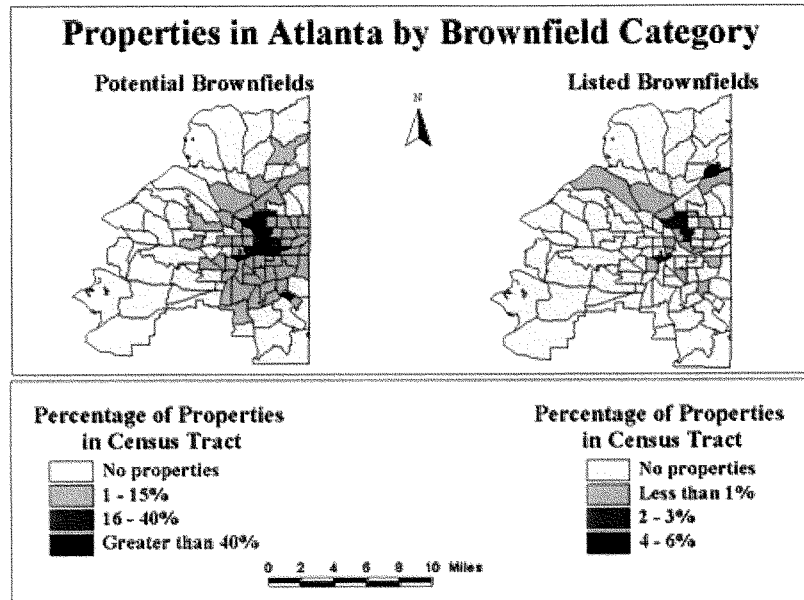 Properties in Atlanta by Brownfield Category
Potential Brownfields
N
Listed Brownfields
Percentage of Properties
in Census Tract
No properties
1 - 15%
16 - 40%
Greater than 40%
Percentage of Properties
in Census Tract
No properties
Less than 1%
2 - 3%
4 - 6%
0 2 4 6 8 10 Miles